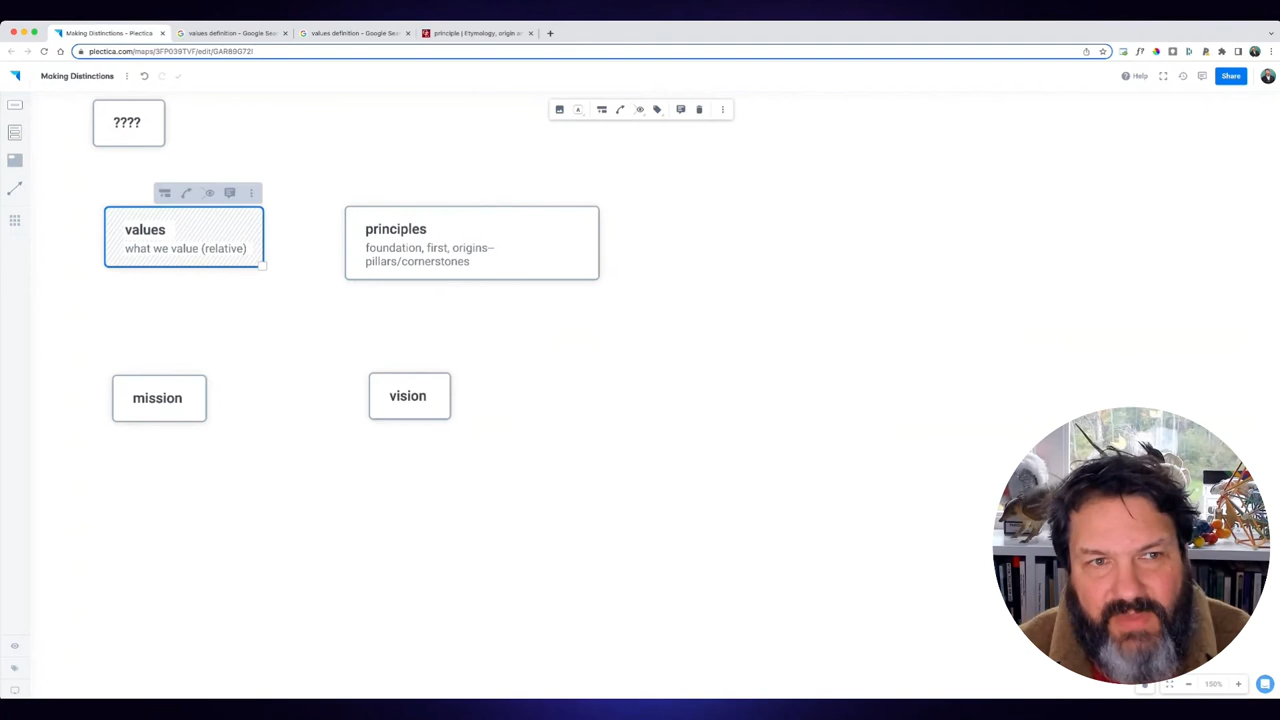 Making Distinctions - Plectica
values definition - Google Sea
values definition - Google Sea
principle | Etymology, origin a
plectica.com/maps/3FP039TVF/edit/GAR89G72I
Making Distinctions
Help
Share
????
values
what we value (relative)
principles
foundation, first, origins--
pillars/cornerstones
mission
vision
150%